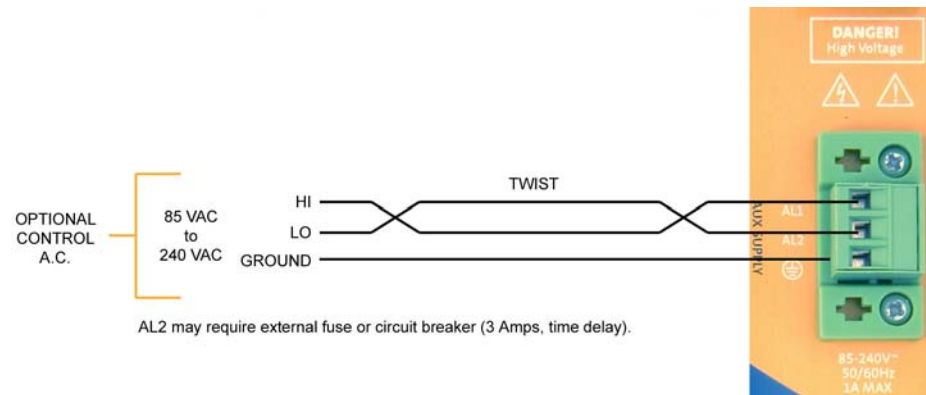 DANGER!
High Voltage
OPTIONAL
CONTROL
A.C.
85 VAC
to
240 VAC
HI
LO
GROUND
TWIST
AUX SUPPLY
AL1
AL2
AL2 may require external fuse or circuit breaker (3 Amps, time delay).
85-240V~
50/60Hz
1A MAX